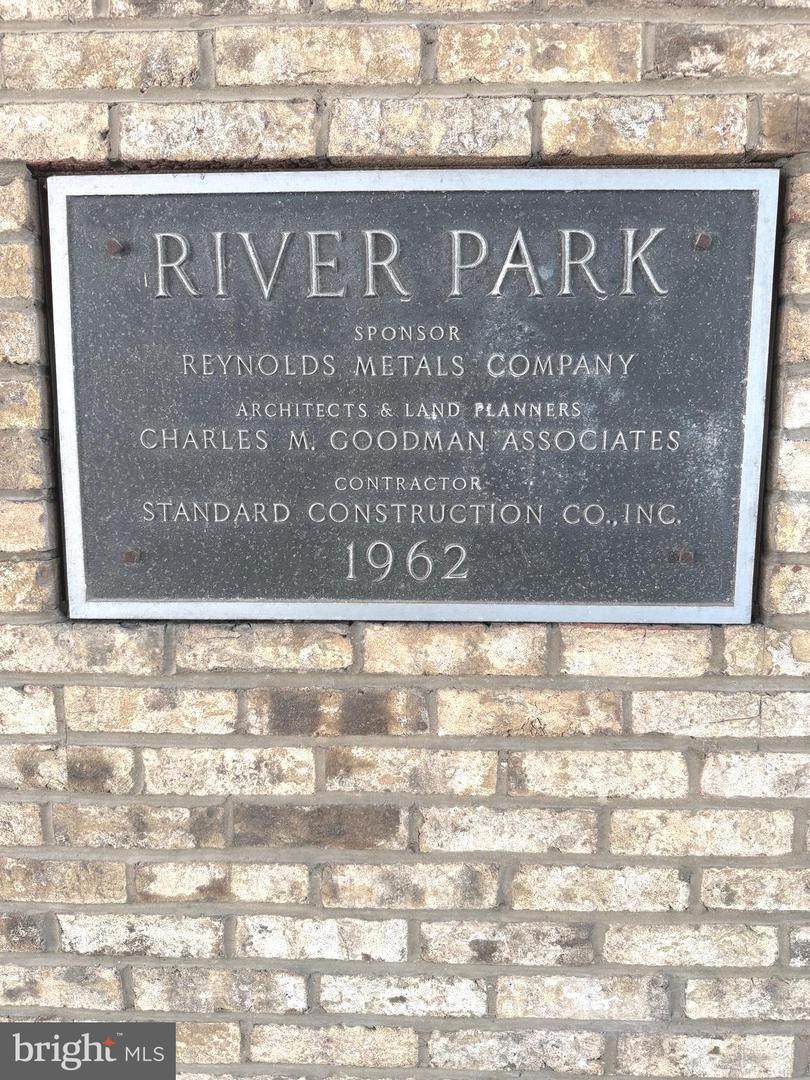 RIVER PARK
SPONSOR
REYNOLDS METALS COMPANY
ARCHITECTS & LAND PLANNERS
CHARLES M. GOODMAN ASSOCIATES
CONTRACTOR
STANDARD CONSTRUCTION CO., INC.
1962
bright™ MLS